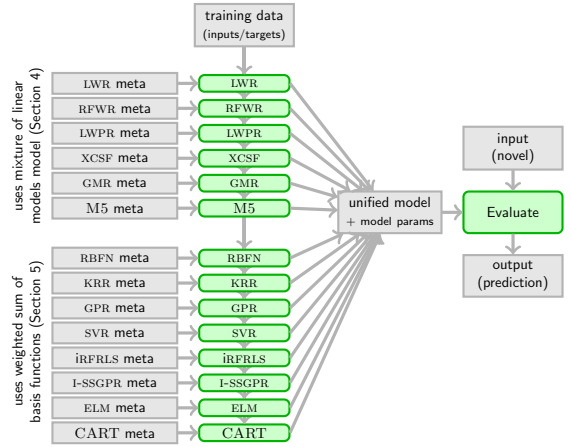 training data
(inputs/targets)
uses mixture of linear
models model (Section 4)
LWR meta
LWR
RFWR meta
RFWR
LWPR meta
LWPR
XCSF meta
XCSF
GMR meta
GMR
M5 meta
M5
unified model
+ model params
input
(novel)
Evaluate
output
(prediction)
uses weighted sum of
basis functions (Section 5)
RBFN meta
RBFN
KRR meta
KRR
GPR meta
GPR
SVR meta
SVR
iRFRLS meta
iRFRLS
I-SSGPR meta
I-SSGPR
ELM meta
ELM
CART meta
CART